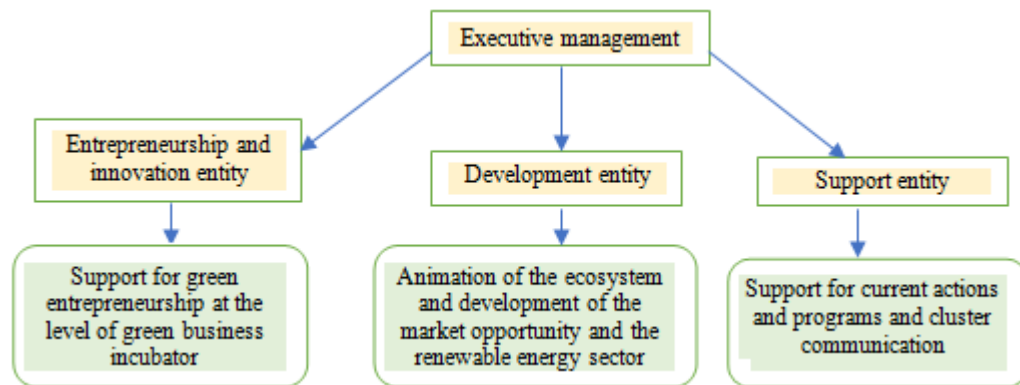 Executive management
Entrepreneurship and
innovation entity
Development entity
Support entity
Support for green
entrepreneurship at the
level of green business
incubator
Animation of the ecosystem
and development of the
market opportunity and the
renewable energy sector
Support for current actions
and programs and cluster
communication